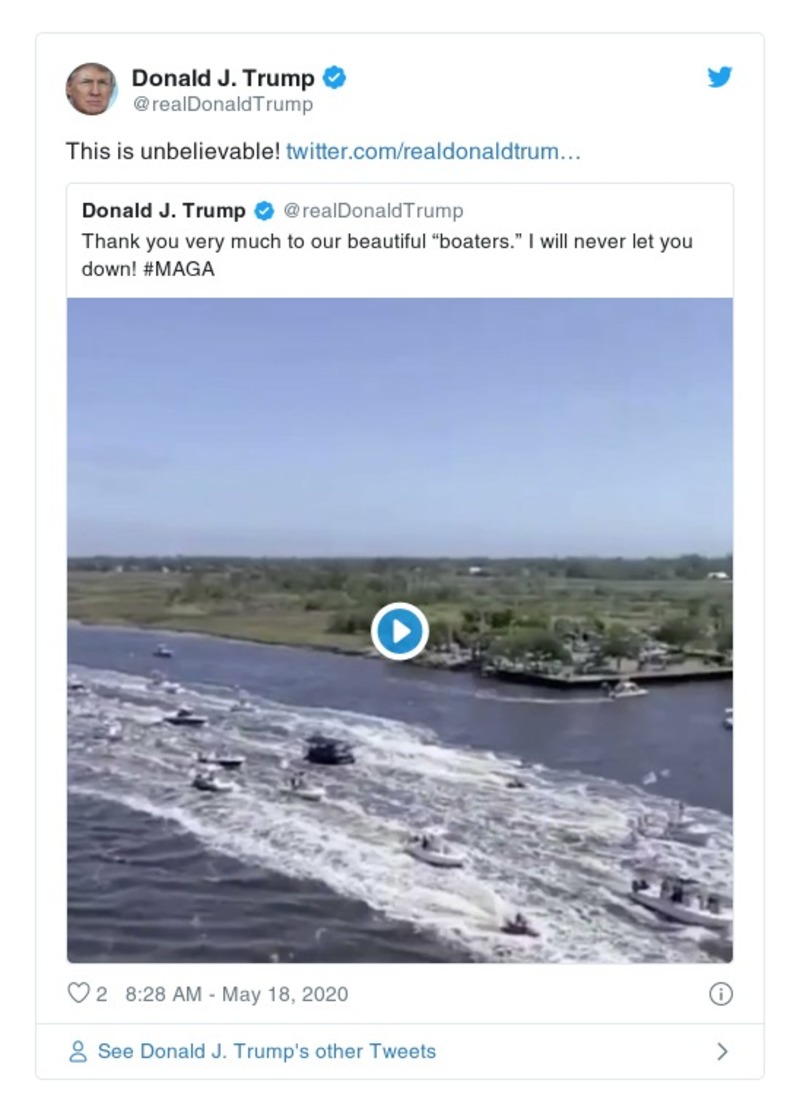 Donald J. Trump
@realDonaldTrump
This is unbelievable! twitter.com/realdonaldtrum…
Donald J. Trump @realDonaldTrump
Thank you very much to our beautiful “boaters.” I will never let you
down! #MAGA
2 8:28 AM - May 18, 2020
See Donald J. Trump's other Tweets